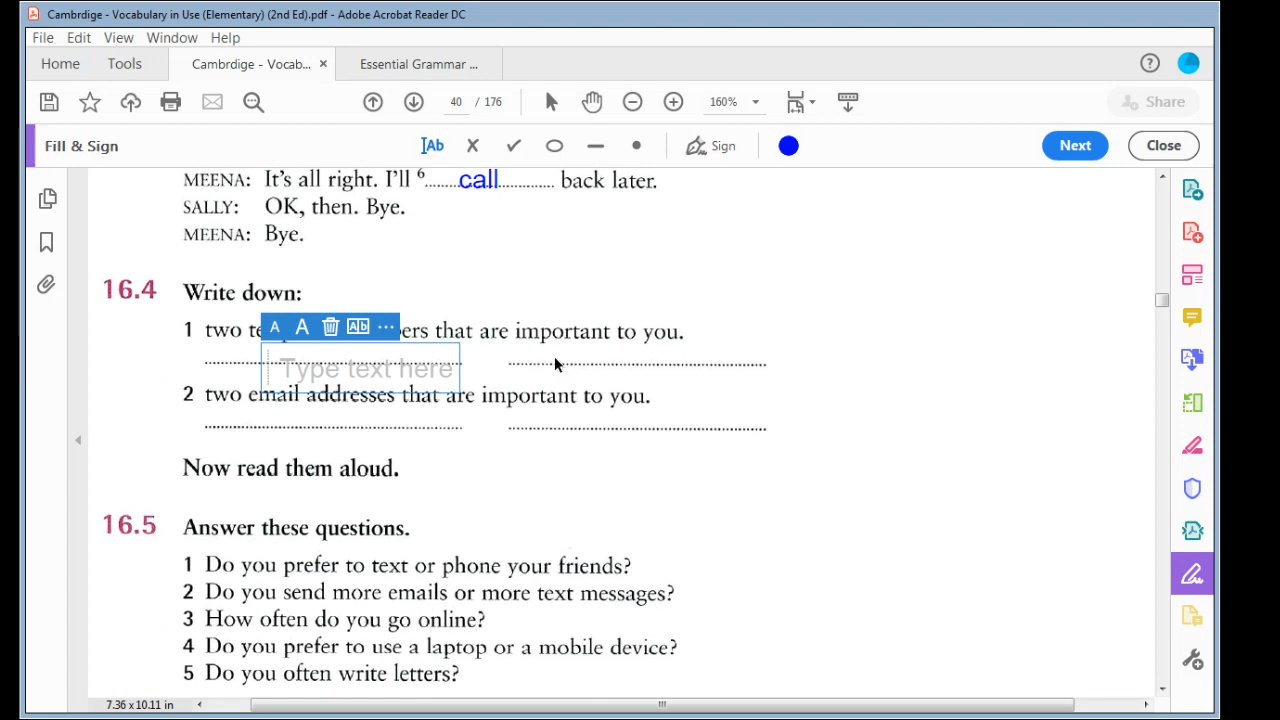 Cambrdige - Vocabulary in Use (Elementary) (2nd Ed).pdf - Adobe Acrobat Reader DC
File Edit View Window Help
Home Tools Cambrdige - Vocab... × Essential Grammar ...
40 / 176 160% Share
Fill & Sign Ab Sign Next Close
MEENA: It's all right. I'll 6 call back later.
SALLY: OK, then. Bye.
MEENA: Bye.
16.4 Write down:
A A Ab ...
1 two te bers that are important to you.
Type text here
2 two email addresses that are important to you.
Now read them aloud.
16.5 Answer these questions.
1 Do you prefer to text or phone your friends?
2 Do you send more emails or more text messages?
3 How often do you go online?
4 Do you prefer to use a laptop or a mobile device?
5 Do you often write letters?
7.36 x 10.11 in